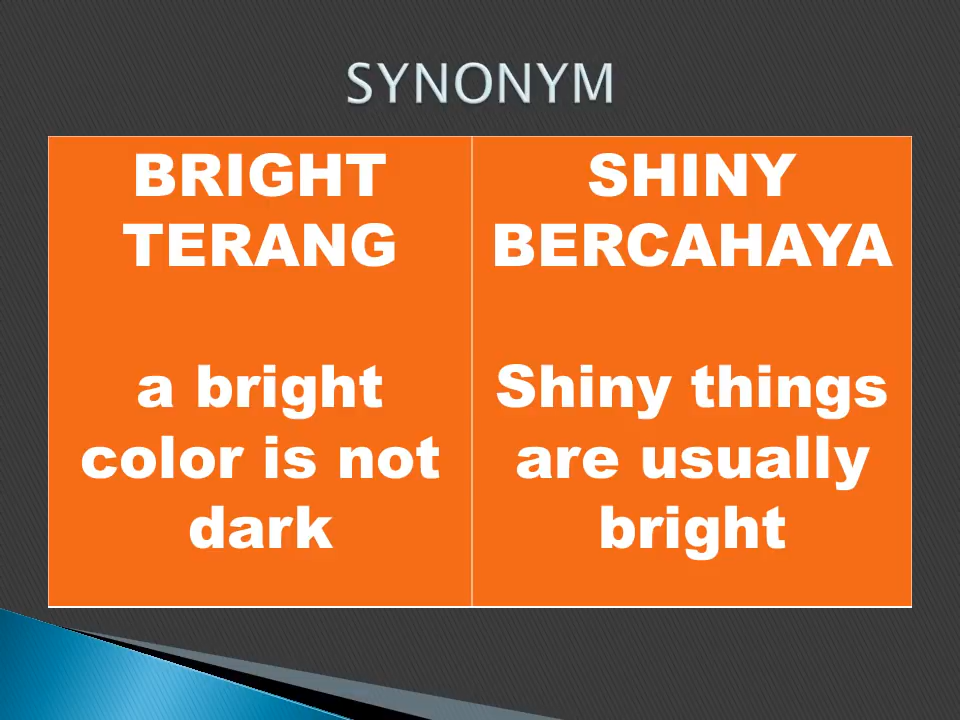 SYNONYM
BRIGHT
TERANG
a bright
color is not
dark
SHINY
BERCAHAYA
Shiny things
are usually
bright